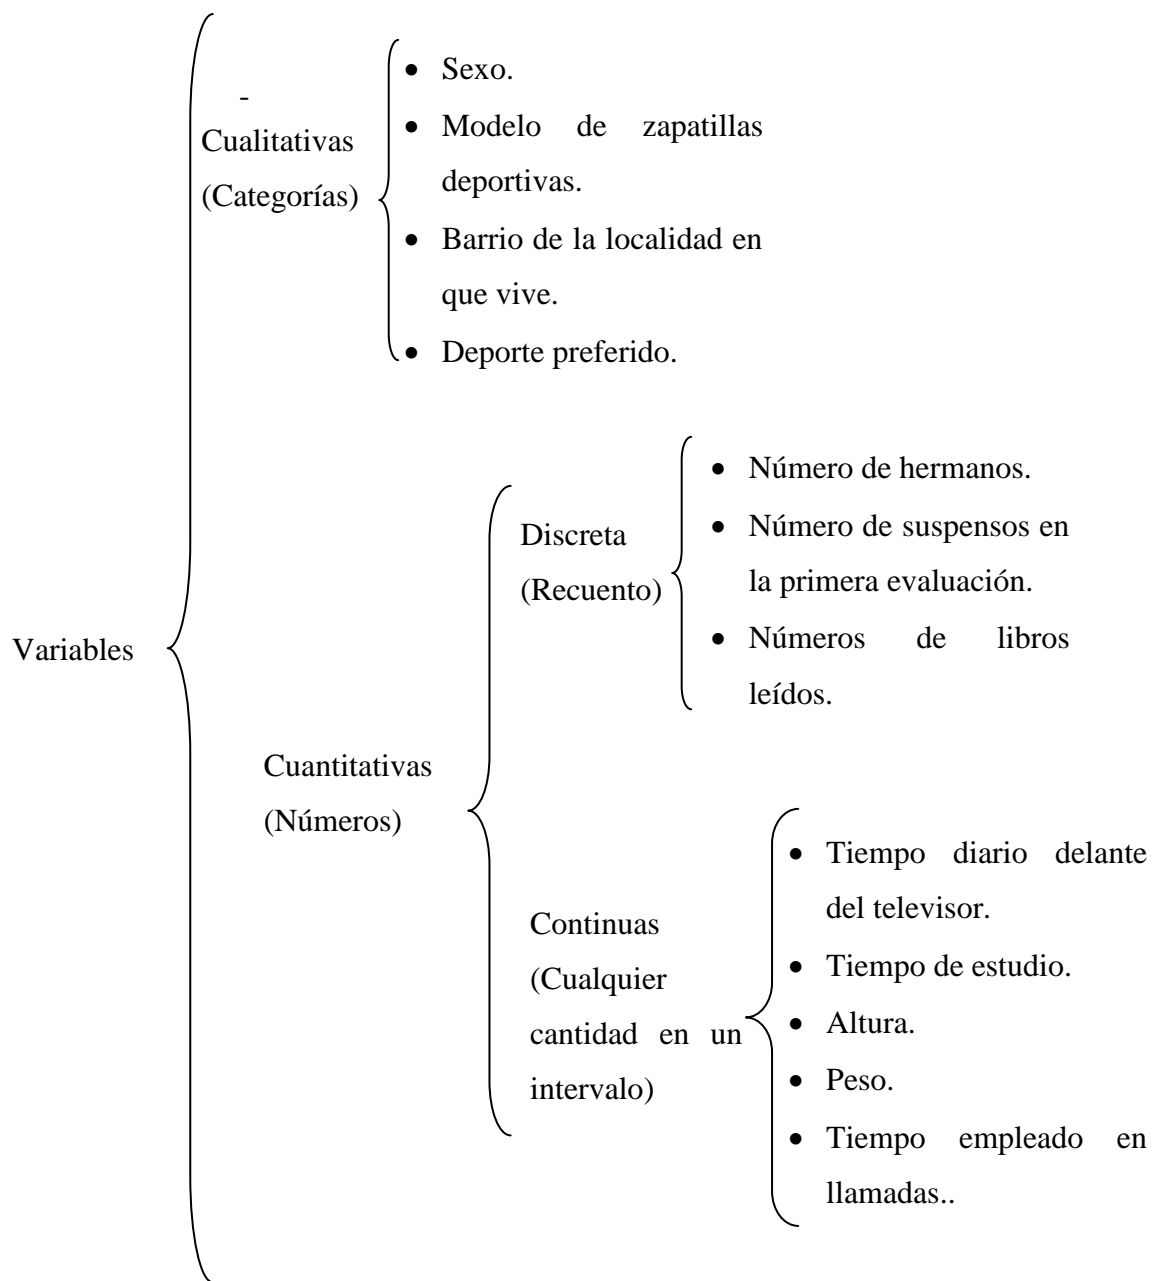 -
Cualitativas
(Categorías)
• Sexo.
• Modelo de zapatillas
deportivas.
• Barrio de la localidad en
que vive.
• Deporte preferido.
Variables
Cuantitativas
(Números)
Discreta
(Recuento)
• Número de hermanos.
• Número de suspensos en
la primera evaluación.
• Números de libros
leídos.
Continuas
(Cualquier
cantidad en un
intervalo)
• Tiempo diario delante
del televisor.
• Tiempo de estudio.
• Altura.
• Peso.
• Tiempo empleado en
llamadas..